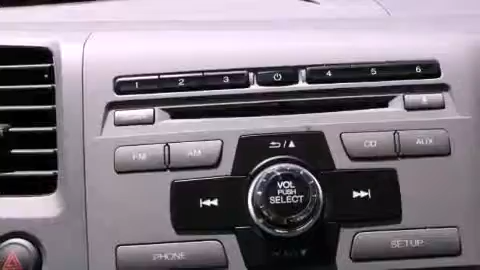 1 2 3 4 5 6
FM AM CD AUX
VOL
PUSH
SELECT
PHONE SETUP